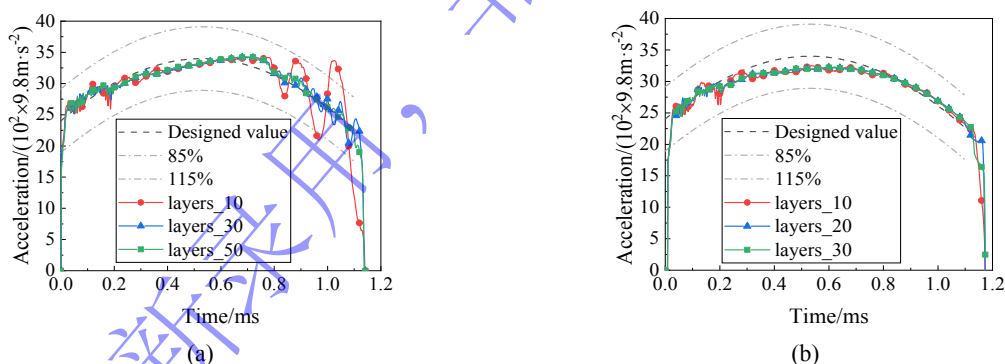 40
35
30
25
20
15
10
5
0
Acceleration/(10²×9.8m·s⁻²)
Designed value
85%
115%
layers_10
layers_30
layers_50
0.0 0.2 0.4 0.6 0.8 1.0 1.2
Time/ms
(a)
40
35
30
25
20
15
10
5
0
Acceleration/(10²×9.8m·s⁻²)
Designed value
85%
115%
layers_10
layers_20
layers_30
0.0 0.2 0.4 0.6 0.8 1.0 1.2
Time/ms
(b)
录用,